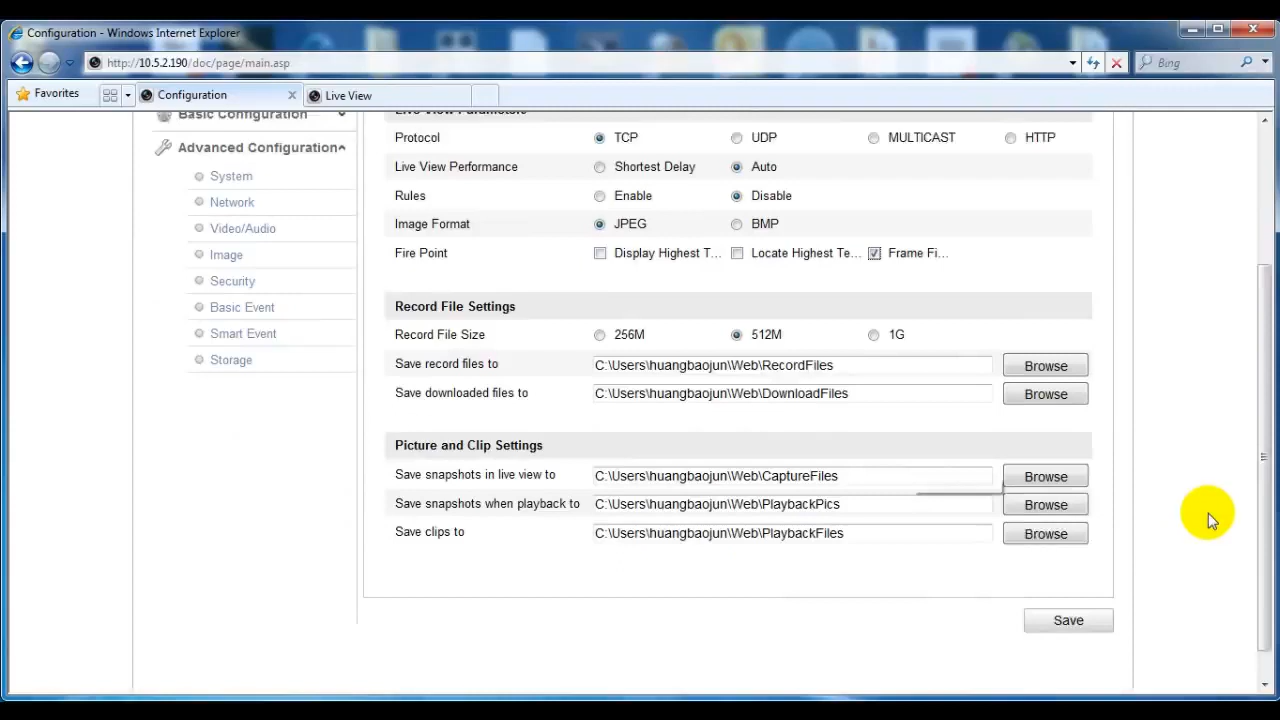 Configuration - Windows Internet Explorer
http://10.5.2.190/doc/page/main.asp
Bing
Favorites
Configuration
Live View
Basic Configuration
Live View Parameters
Protocol TCP UDP MULTICAST HTTP
Advanced Configuration
Live View Performance Shortest Delay Auto
System
Rules Enable Disable
Network
Image Format JPEG BMP
Video/Audio
Fire Point Display Highest T... Locate Highest Te... Frame Fi...
Image
Security
Basic Event
Record File Settings
Smart Event
Record File Size 256M 512M 1G
Storage
Save record files to C:\Users\huangbaojun\Web\RecordFiles Browse
Save downloaded files to C:\Users\huangbaojun\Web\DownloadFiles Browse
Picture and Clip Settings
Save snapshots in live view to C:\Users\huangbaojun\Web\CaptureFiles Browse
Save snapshots when playback to C:\Users\huangbaojun\Web\PlaybackPics Browse
Save clips to C:\Users\huangbaojun\Web\PlaybackFiles Browse
Save